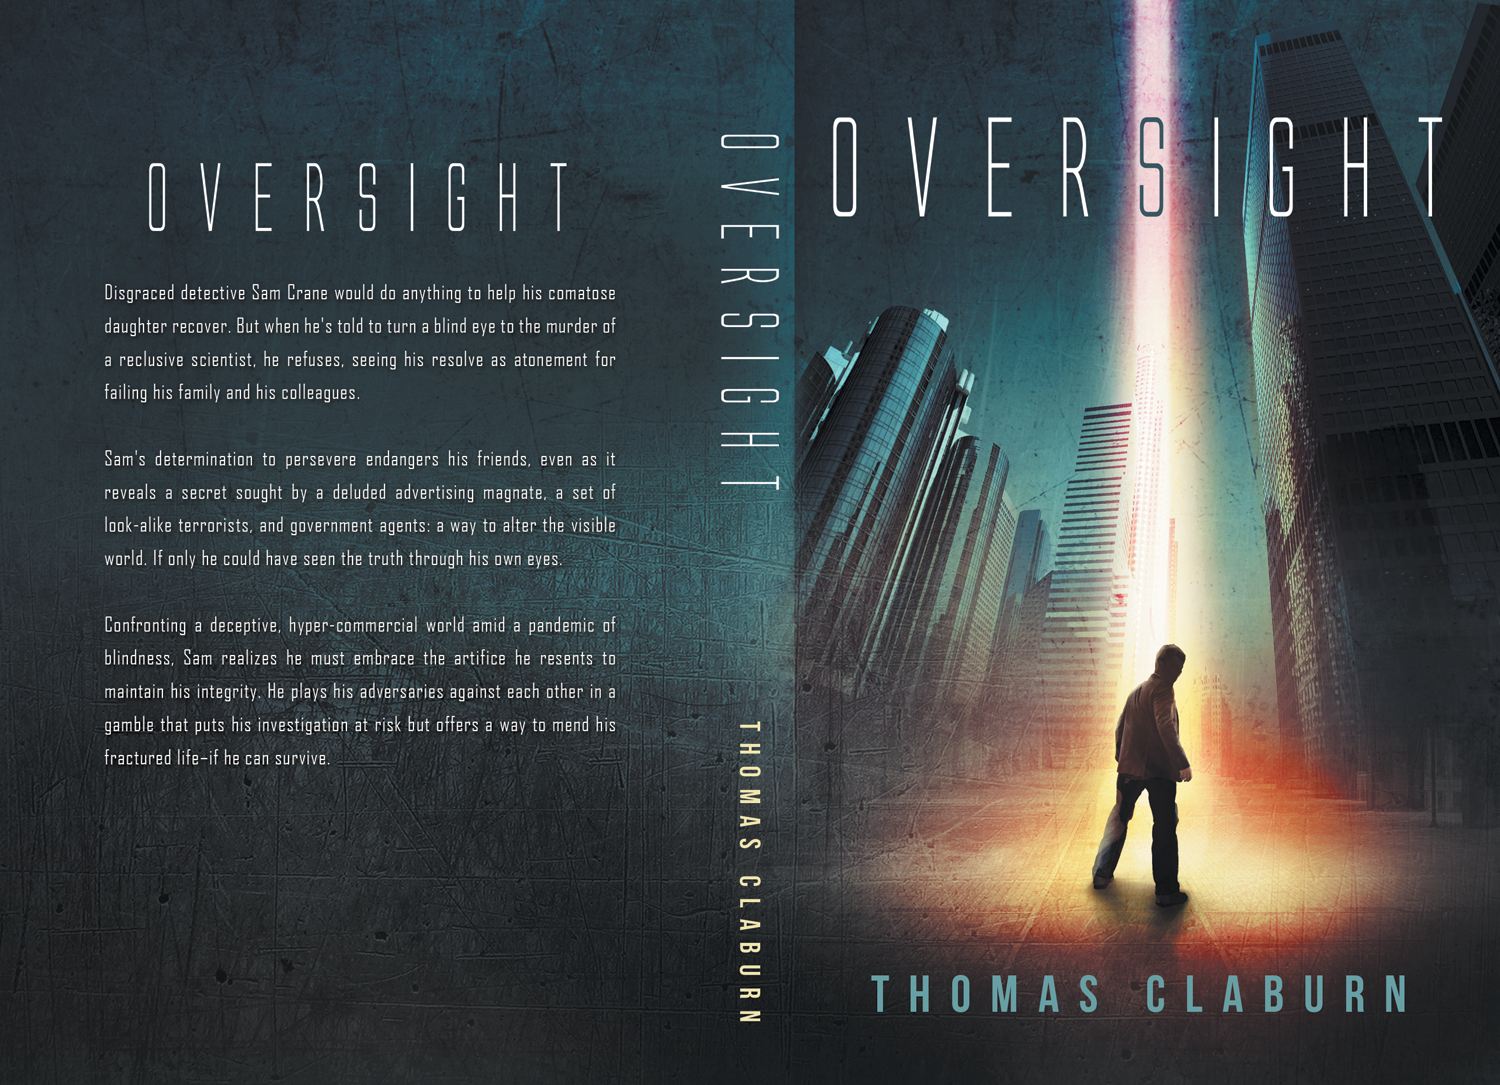 OVERSIGHT
Disgraced detective Sam Crane would do anything to help his comatose
daughter recover. But when he's told to turn a blind eye to the murder of
a reclusive scientist, he refuses, seeing his resolve as atonement for
failing his family and his colleagues.
Sam's determination to persevere endangers his friends, even as it
reveals a secret sought by a deluded advertising magnate, a set of
look-alike terrorists, and government agents: a way to alter the visible
world. If only he could have seen the truth through his own eyes.
Confronting a deceptive, hyper-commercial world amid a pandemic of
blindness, Sam realizes he must embrace the artifice he resents to
maintain his integrity. He plays his adversaries against each other in a
gamble that puts his investigation at risk but offers a way to mend his
fractured life–if he can survive.
OVERSIGHT
THOMAS CLABURN
OVERSIGHT
THOMAS CLABURN